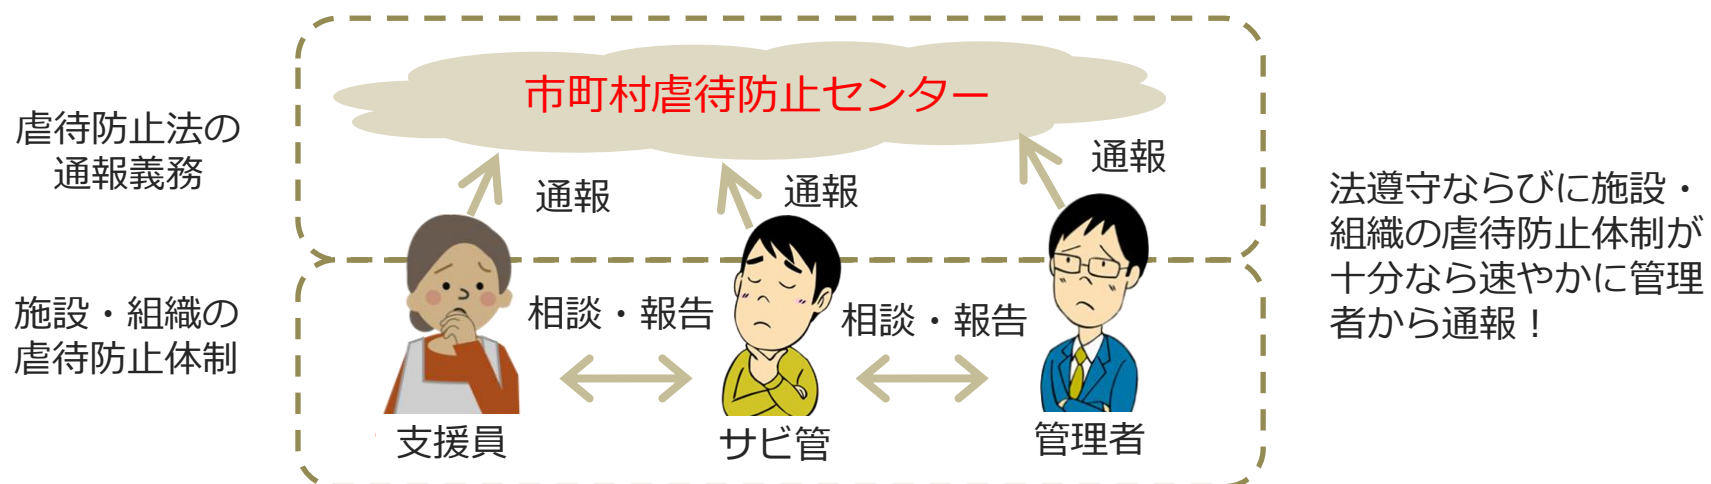 市町村虐待防止センター
虐待防止法の
通報義務
通報
通報
通報
施設・組織の
虐待防止体制
相談・報告
相談・報告
支援員
サビ管
管理者
法遵守ならびに施設・
組織の虐待防止体制が
十分なら速やかに管理
者から通報！